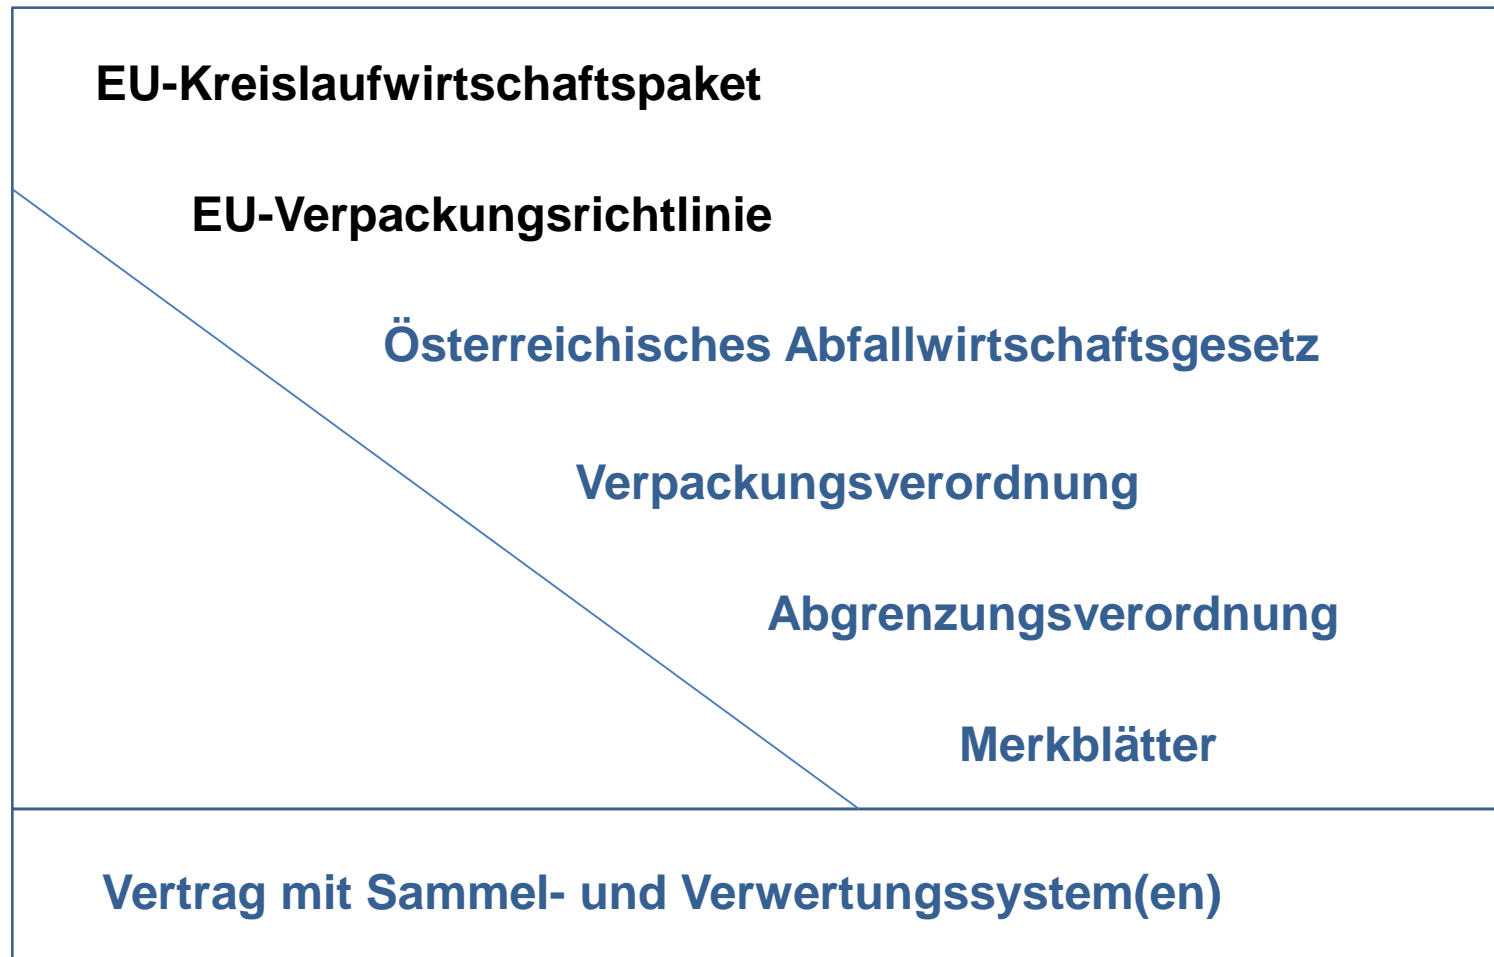 EU-Kreislaufwirtschaftspaket
EU-Verpackungsrichtlinie
Österreichisches Abfallwirtschaftsgesetz
Verpackungsverordnung
Abgrenzungsverordnung
Merkblätter
Vertrag mit Sammel- und Verwertungssystem(en)